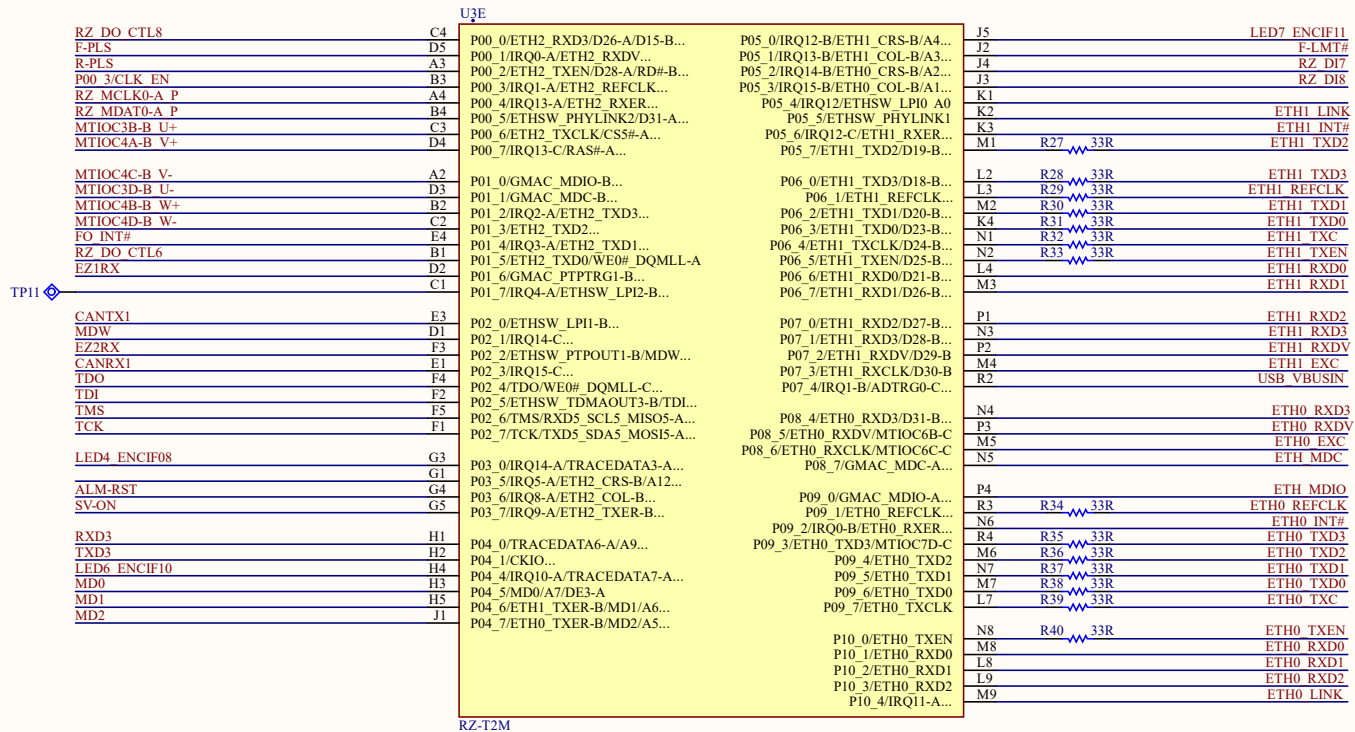 U3E
RZ_DO_CTL8 C4 P00_0/ETH2_RXD3/D26-A/D15-B... P05_0/IRQ12-B/ETH1_CRS-B/A4... J5 LED7_ENCIF11
F-PLS D5 P00_1/IRQ0-A/ETH2_RXDV... P05_1/IRQ13-B/ETH1_COL-B/A3... J2 F-LMT#
R-PLS A3 P00_2/ETH2_TXEN/D28-A/RD#-B... P05_2/IRQ14-B/ETH0_CRS-B/A2... J4 RZ_DI7
P00_3/CLK_EN B3 P00_3/IRQ1-A/ETH2_REFCLK... P05_3/IRQ15-B/ETH0_COL-B/A1... J3 RZ_DI8
RZ_MCLK0-A_P A4 P00_4/IRQ13-A/ETH2_RXER... P05_4/IRQ12/ETHSW_LPI0_A0 K1
RZ_MDAT0-A_P B4 P00_5/ETHSW_PHYLINK2/D31-A... P05_5/ETHSW_PHYLINK1 K2 ETH1_LINK
MTIOC3B-B_U+ C3 P00_6/ETH2_TXCLK/CS5#-A... P05_6/IRQ12-C/ETH1_RXER... K3 ETH1_INT#
MTIOC4A-B_V+ D4 P00_7/IRQ13-C/RAS#-A... P05_7/ETH1_TXD2/D19-B... M1 R27 33R ETH1_TXD2
MTIOC4C-B_V- A2 P01_0/GMAC_MDIO-B... P06_0/ETH1_TXD3/D18-B... L2 R28 33R ETH1_TXD3
MTIOC3D-B_U- D3 P01_1/GMAC_MDC-B... P06_1/ETH1_REFCLK... L3 R29 33R ETH1_REFCLK
MTIOC4B-B_W+ B2 P01_2/IRQ2-A/ETH2_TXD3... P06_2/ETH1_TXD1/D20-B... M2 R30 33R ETH1_TXD1
MTIOC4D-B_W- C2 P01_3/ETH2_TXD2... P06_3/ETH1_TXD0/D23-B... K4 R31 33R ETH1_TXD0
FO_INT# E4 P01_4/IRQ3-A/ETH2_TXD1... P06_4/ETH1_TXCLK/D24-B... N1 R32 33R ETH1_TXC
RZ_DO_CTL6 B1 P01_5/ETH2_TXD0/WE0#_DQMLL-A P06_5/ETH1_TXEN/D25-B... N2 R33 33R ETH1_TXEN
EZ1RX D2 P01_6/GMAC_PTPTRG1-B... P06_6/ETH1_RXD0/D21-B... L4 ETH1_RXD0
TP11 C1 P01_7/IRQ4-A/ETHSW_LPI2-B... P06_7/ETH1_RXD1/D26-B... M3 ETH1_RXD1
CANTX1 E3 P02_0/ETHSW_LPI1-B... P07_0/ETH1_RXD2/D27-B... P1 ETH1_RXD2
MDW D1 P02_1/IRQ14-C... P07_1/ETH1_RXD3/D28-B... N3 ETH1_RXD3
EZ2RX F3 P02_2/ETHSW_PTPOUT1-B/MDW... P07_2/ETH1_RXDV/D29-B P2 ETH1_RXDV
CANRX1 E1 P02_3/IRQ15-C... P07_3/ETH1_RXCLK/D30-B M4 ETH1_EXC
TDO F4 P02_4/TDO/WE0#_DQMLL-C... P07_4/IRQ1-B/ADTRG0-C... R2 USB_VBUSIN
TDI F2 P02_5/ETHSW_TDMAOUT3-B/TDI...
TMS F5 P02_6/TMS/RXD5_SCL5_MISO5-A... P08_4/ETH0_RXD3/D31-B... N4 ETH0_RXD3
TCK F1 P02_7/TCK/TXD5_SDA5_MOSI5-A... P08_5/ETH0_RXDV/MTIOC6B-C P3 ETH0_RXDV
P08_6/ETH0_RXCLK/MTIOC6C-C M5 ETH0_EXC
LED4_ENCIF08 G3 P03_0/IRQ14-A/TRACEDATA3-A... P08_7/GMAC_MDC-A... N5 ETH_MDC
G1 P03_5/IRQ5-A/ETH2_CRS-B/A12...
ALM-RST G4 P03_6/IRQ8-A/ETH2_COL-B... P09_0/GMAC_MDIO-A... P4 ETH_MDIO
SV-ON G5 P03_7/IRQ9-A/ETH2_TXER-B... P09_1/ETH0_REFCLK... R3 R34 33R ETH0_REFCLK
P09_2/IRQ0-B/ETH0_RXER... N6 ETH0_INT#
RXD3 H1 P04_0/TRACEDATA6-A/A9... P09_3/ETH0_TXD3/MTIOC7D-C R4 R35 33R ETH0_TXD3
TXD3 H2 P04_1/CKIO... P09_4/ETH0_TXD2 M6 R36 33R ETH0_TXD2
LED6_ENCIF10 H4 P04_4/IRQ10-A/TRACEDATA7-A... P09_5/ETH0_TXD1 N7 R37 33R ETH0_TXD1
MD0 H3 P04_5/MD0/A7/DE3-A P09_6/ETH0_TXD0 M7 R38 33R ETH0_TXD0
MD1 H5 P04_6/ETH1_TXER-B/MD1/A6... P09_7/ETH0_TXCLK L7 R39 33R ETH0_TXC
MD2 J1 P04_7/ETH0_TXER-B/MD2/A5...
P10_0/ETH0_TXEN N8 R40 33R ETH0_TXEN
P10_1/ETH0_RXD0 M8 ETH0_RXD0
P10_2/ETH0_RXD1 L8 ETH0_RXD1
P10_3/ETH0_RXD2 L9 ETH0_RXD2
P10_4/IRQ11-A... M9 ETH0_LINK
RZ-T2M